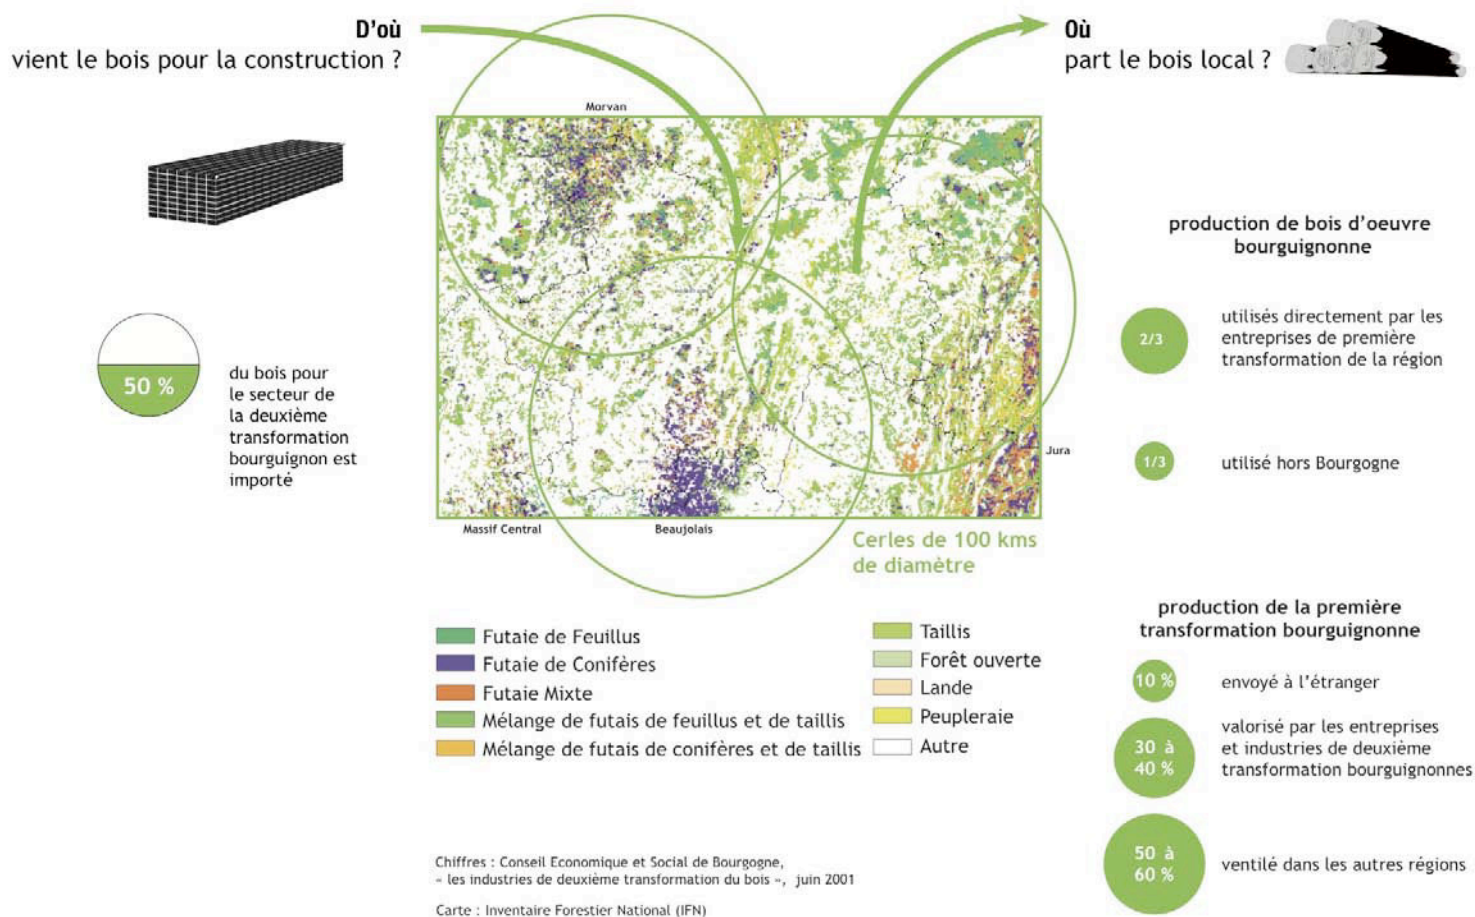 D'où
vient le bois pour la construction ?
Où
part le bois local ?
Morvan
Jura
Massif Central
Beaujolais
Cerles de 100 kms
de diamètre
50 %
du bois pour
le secteur de
la deuxième
transformation
bourguignon est
importé
production de bois d'oeuvre
bourguignonne
2/3
utilisés directement par les
entreprises de première
transformation de la région
1/3
utilisé hors Bourgogne
production de la première
transformation bourguignonne
10 %
envoyé à l'étranger
30 à
40 %
valorisé par les entreprises
et industries de deuxième
transformation bourguignonnes
50 à
60 %
ventilé dans les autres régions
Futaie de Feuillus
Futaie de Conifères
Futaie Mixte
Mélange de futais de feuillus et de taillis
Mélange de futais de conifères et de taillis
Taillis
Forêt ouverte
Lande
Peupleraie
Autre
Chiffres : Conseil Economique et Social de Bourgogne,
« les industries de deuxième transformation du bois », juin 2001
Carte : Inventaire Forestier National (IFN)